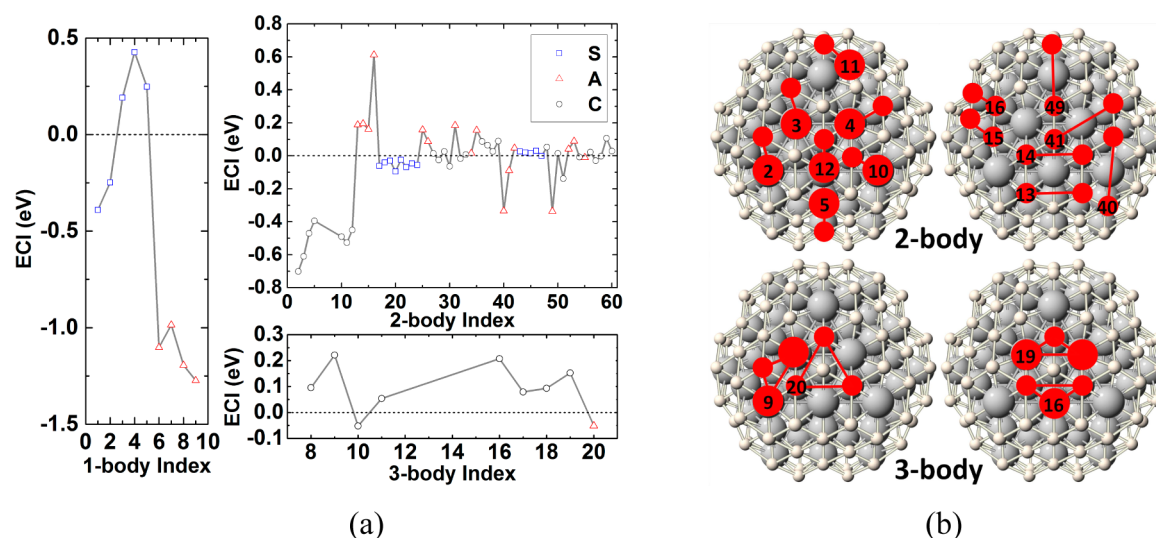 0.5
0.0
-0.5
-1.0
-1.5
ECI (eV)
0 2 4 6 8 10
1-body Index
0.8
0.6
0.4
0.2
0.0
-0.2
-0.4
-0.6
-0.8
ECI (eV)
S
A
C
0 10 20 30 40 50 60
2-body Index
0.3
0.2
0.1
0.0
-0.1
ECI (eV)
8 10 12 14 16 18 20
3-body Index
(a)
11
3 4
2 12 10
5
16 49
15 41
14
13 40
2-body
20
9
19
16
3-body
(b)